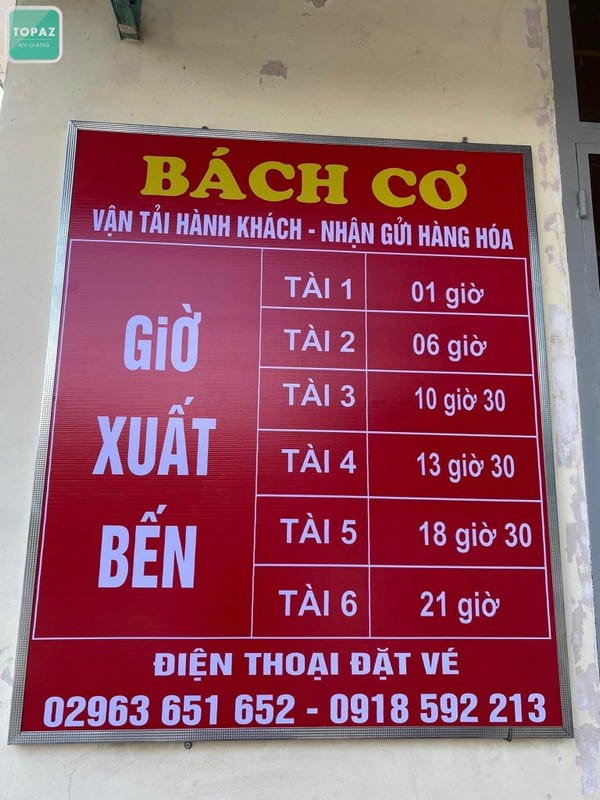 TOPAZ
AN GIANG
BÁCH CƠ
VẬN TẢI HÀNH KHÁCH - NHẬN GỬI HÀNG HÓA
GiỜ
XUẤT
BẾN
TÀI 1 01 giờ
TÀI 2 06 giờ
TÀI 3 10 giờ 30
TÀI 4 13 giờ 30
TÀI 5 18 giờ 30
TÀI 6 21 giờ
ĐIỆN THOẠI ĐẶT VÉ
02963 651 652 - 0918 592 213